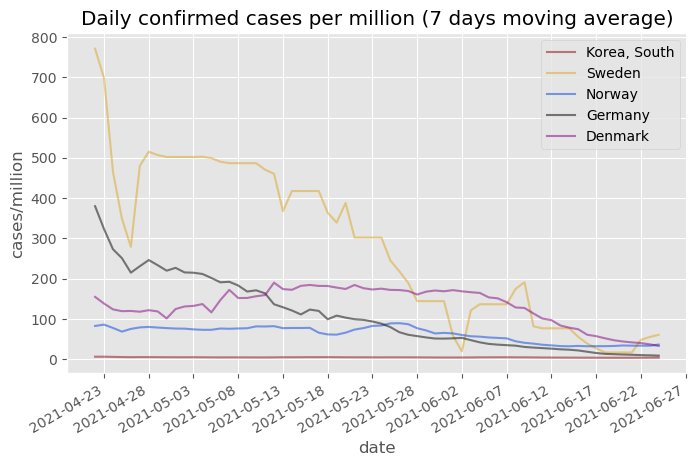 Daily confirmed cases per million (7 days moving average)
800
700
600
500
400
300
200
100
0
cases/million
Korea, South
Sweden
Norway
Germany
Denmark
2021-04-23
2021-04-28
2021-05-03
2021-05-08
2021-05-13
2021-05-18
2021-05-23
2021-05-28
2021-06-02
2021-06-07
2021-06-12
2021-06-17
2021-06-22
2021-06-27
date